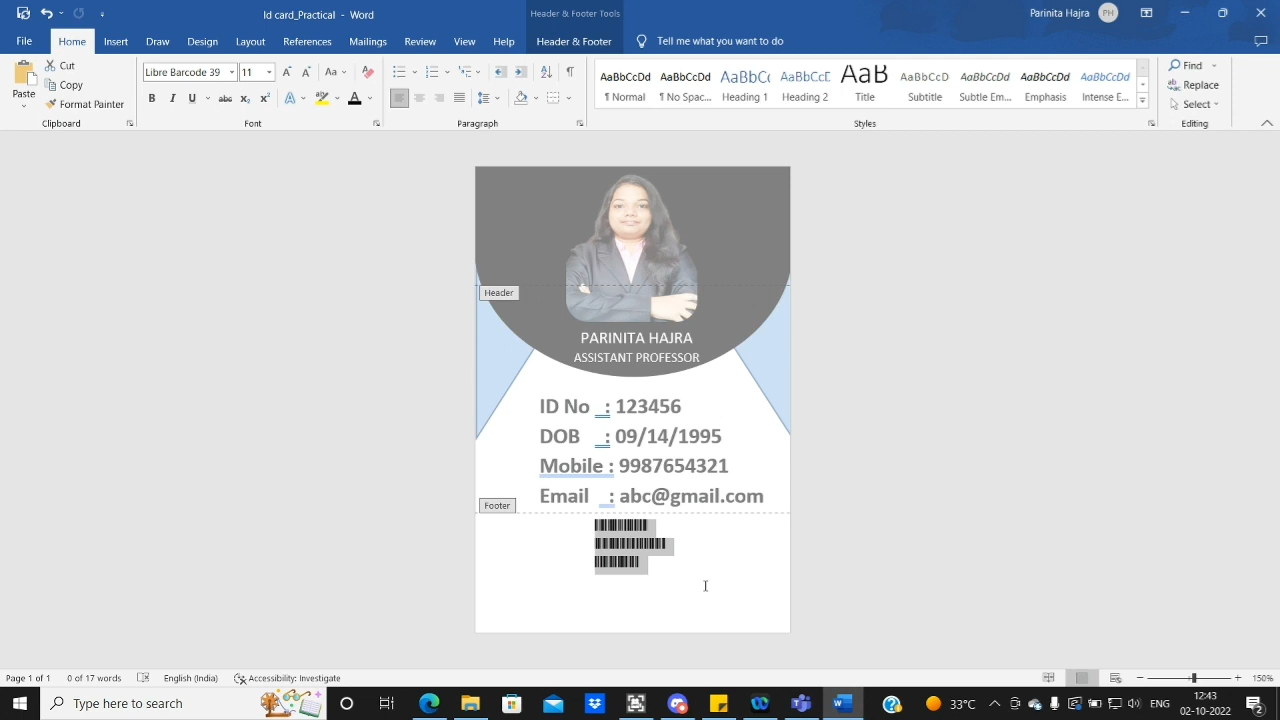 Id card_Practical - Word
Header & Footer Tools
Parinita Hajra
PH
File
Home
Insert
Draw
Design
Layout
References
Mailings
Review
View
Help
Header & Footer
Tell me what you want to do
Paste
Cut
Copy
Format Painter
Clipboard
Libre Barcode 39
11
Font
Paragraph
AaBbCcDd
¶ Normal
AaBbCcDd
¶ No Spac...
AaBbC(
Heading 1
AaBbCcE
Heading 2
AaB
Title
AaBbCcD
Subtitle
AaBbCcDd
Subtle Em...
AaBbCcDd
Emphasis
AaBbCcDd
Intense E...
Styles
Find
Replace
Select
Editing
Header
PARINITA HAJRA
ASSISTANT PROFESSOR
ID No : 123456
DOB : 09/14/1995
Mobile : 9987654321
Email : abc@gmail.com
Footer
Page 1 of 1
0 of 17 words
English (India)
Accessibility: Investigate
150%
Type here to search
33°C
12:43
02-10-2022
2